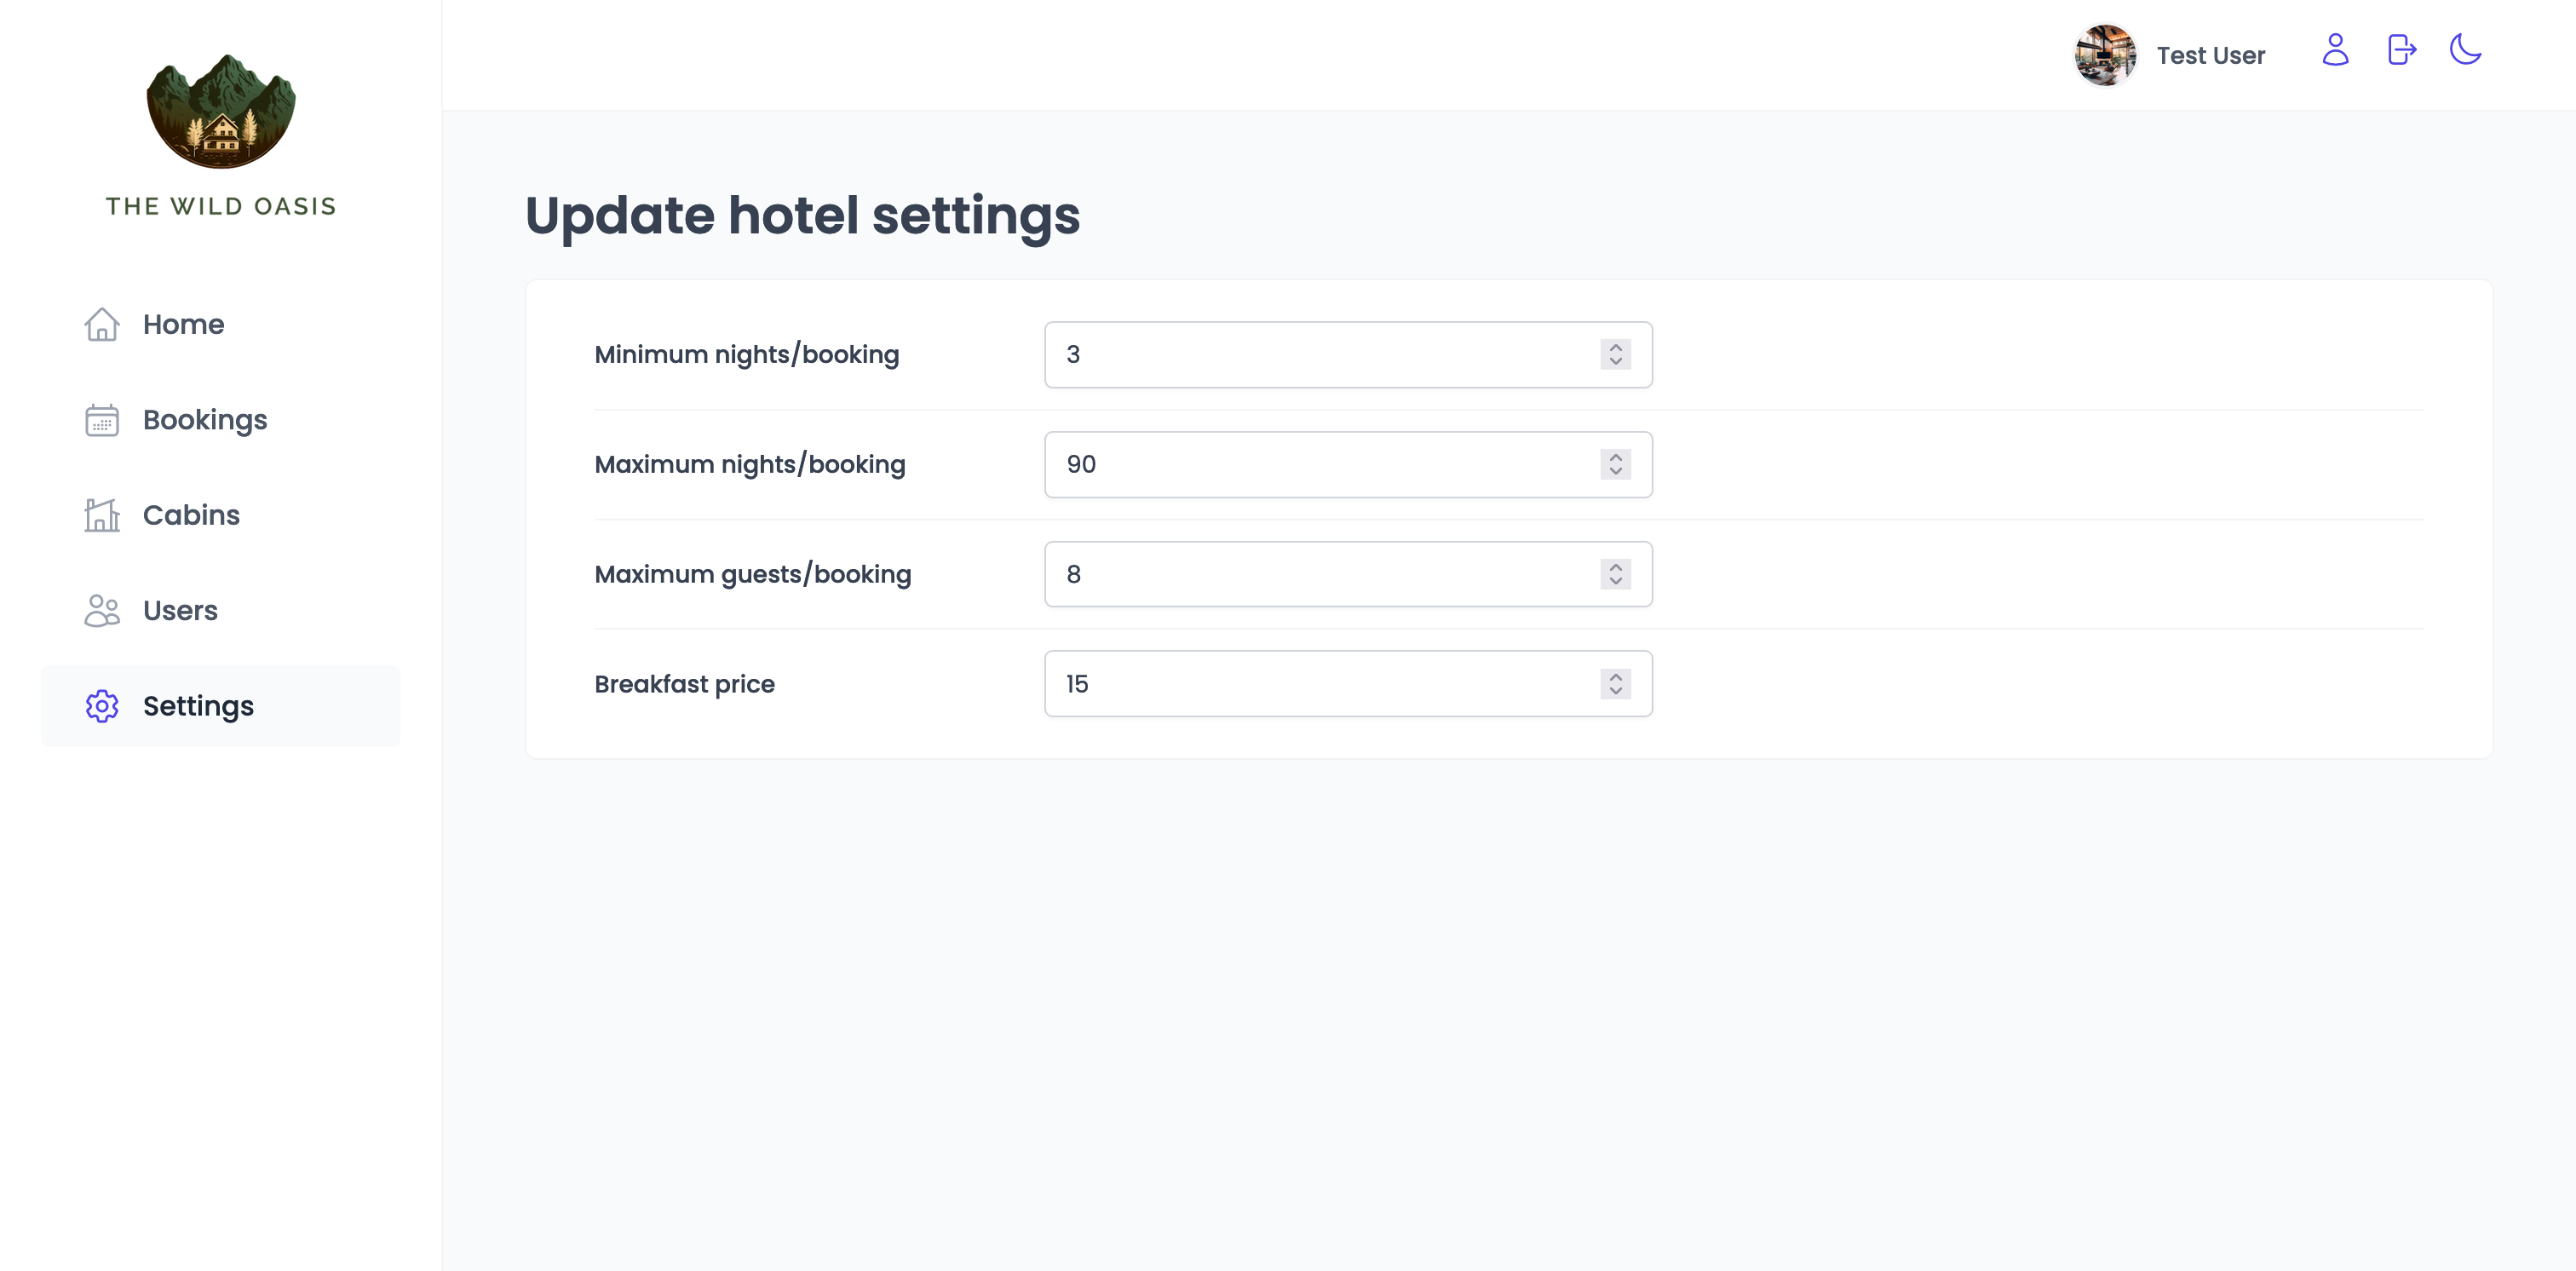 THE WILD OASIS
Home
Bookings
Cabins
Users
Settings
Test User
Update hotel settings
Minimum nights/booking
3
Maximum nights/booking
90
Maximum guests/booking
8
Breakfast price
15